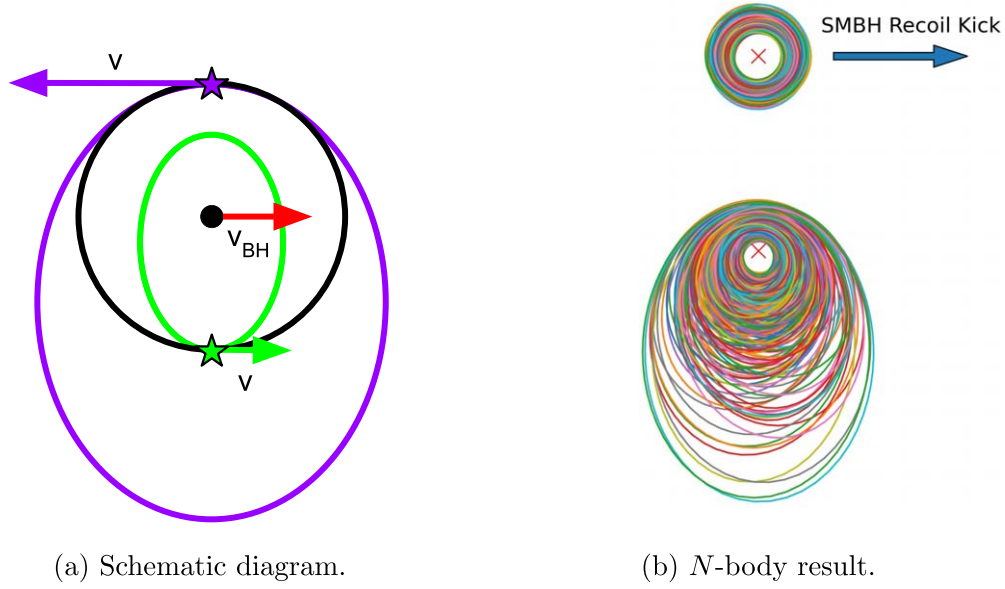 v
v_BH
v
SMBH Recoil Kick
(a) Schematic diagram.
(b) N-body result.